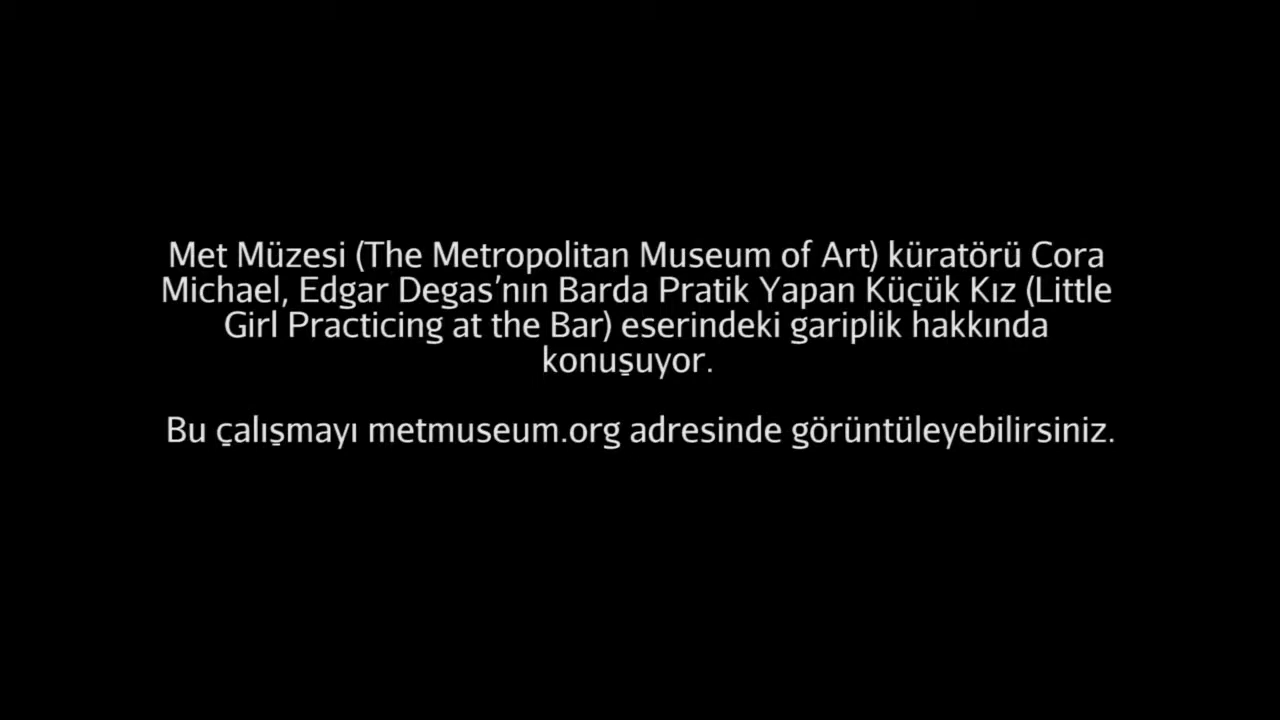 Met Müzesi (The Metropolitan Museum of Art) küratörü Cora
Michael, Edgar Degas’nın Barda Pratik Yapan Küçük Kız (Little
Girl Practicing at the Bar) eserindeki gariplik hakkında
konuşuyor.
Bu çalışmayı metmuseum.org adresinde görüntüleyebilirsiniz.